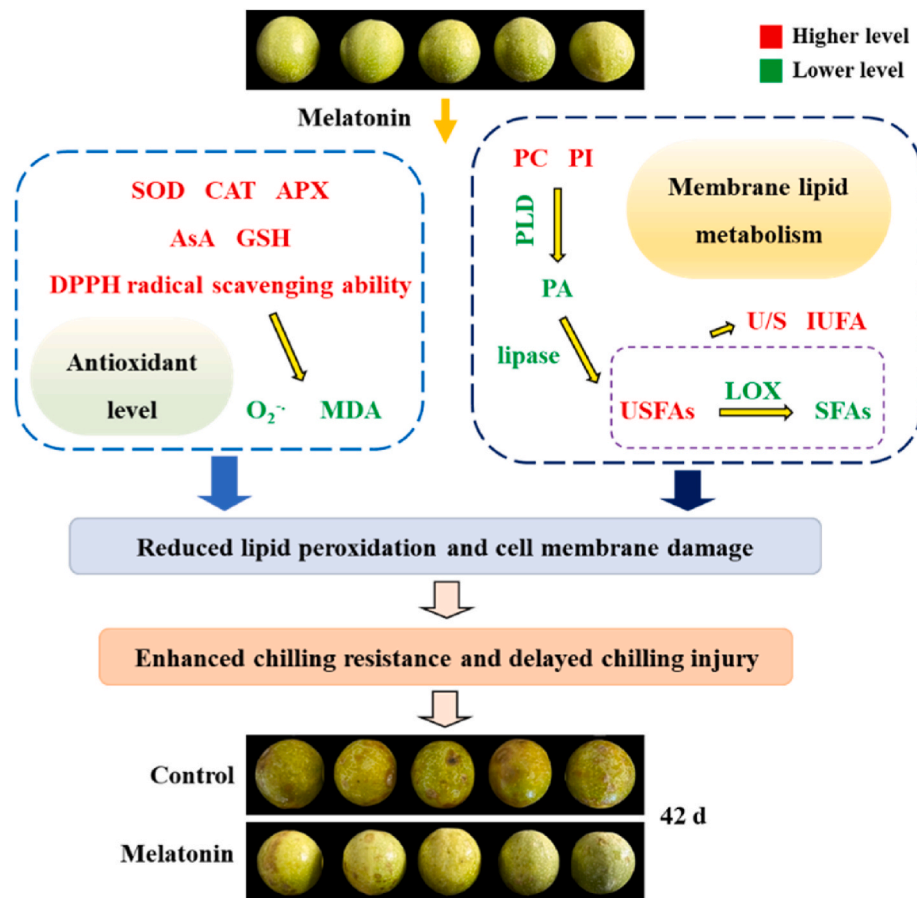 Higher level
Lower level
Melatonin
SOD CAT APX
AsA GSH
DPPH radical scavenging ability
Antioxidant
level
O₂⁻· MDA
PC PI
PLD
PA
lipase
Membrane lipid
metabolism
U/S IUFA
USFAs LOX SFAs
Reduced lipid peroxidation and cell membrane damage
Enhanced chilling resistance and delayed chilling injury
Control
Melatonin
42 d